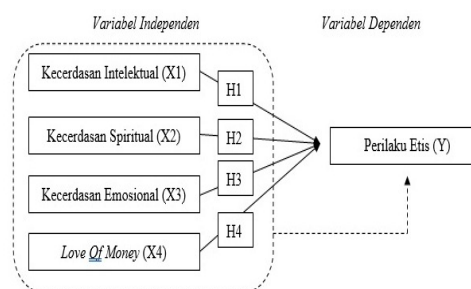 Variabel Independen
Variabel Dependen
Kecerdasan Intelektual (X1)
H1
Kecerdasan Spiritual (X2)
H2
Perilaku Etis (Y)
H3
Kecerdasan Emosional (X3)
H4
Love Of Money (X4)